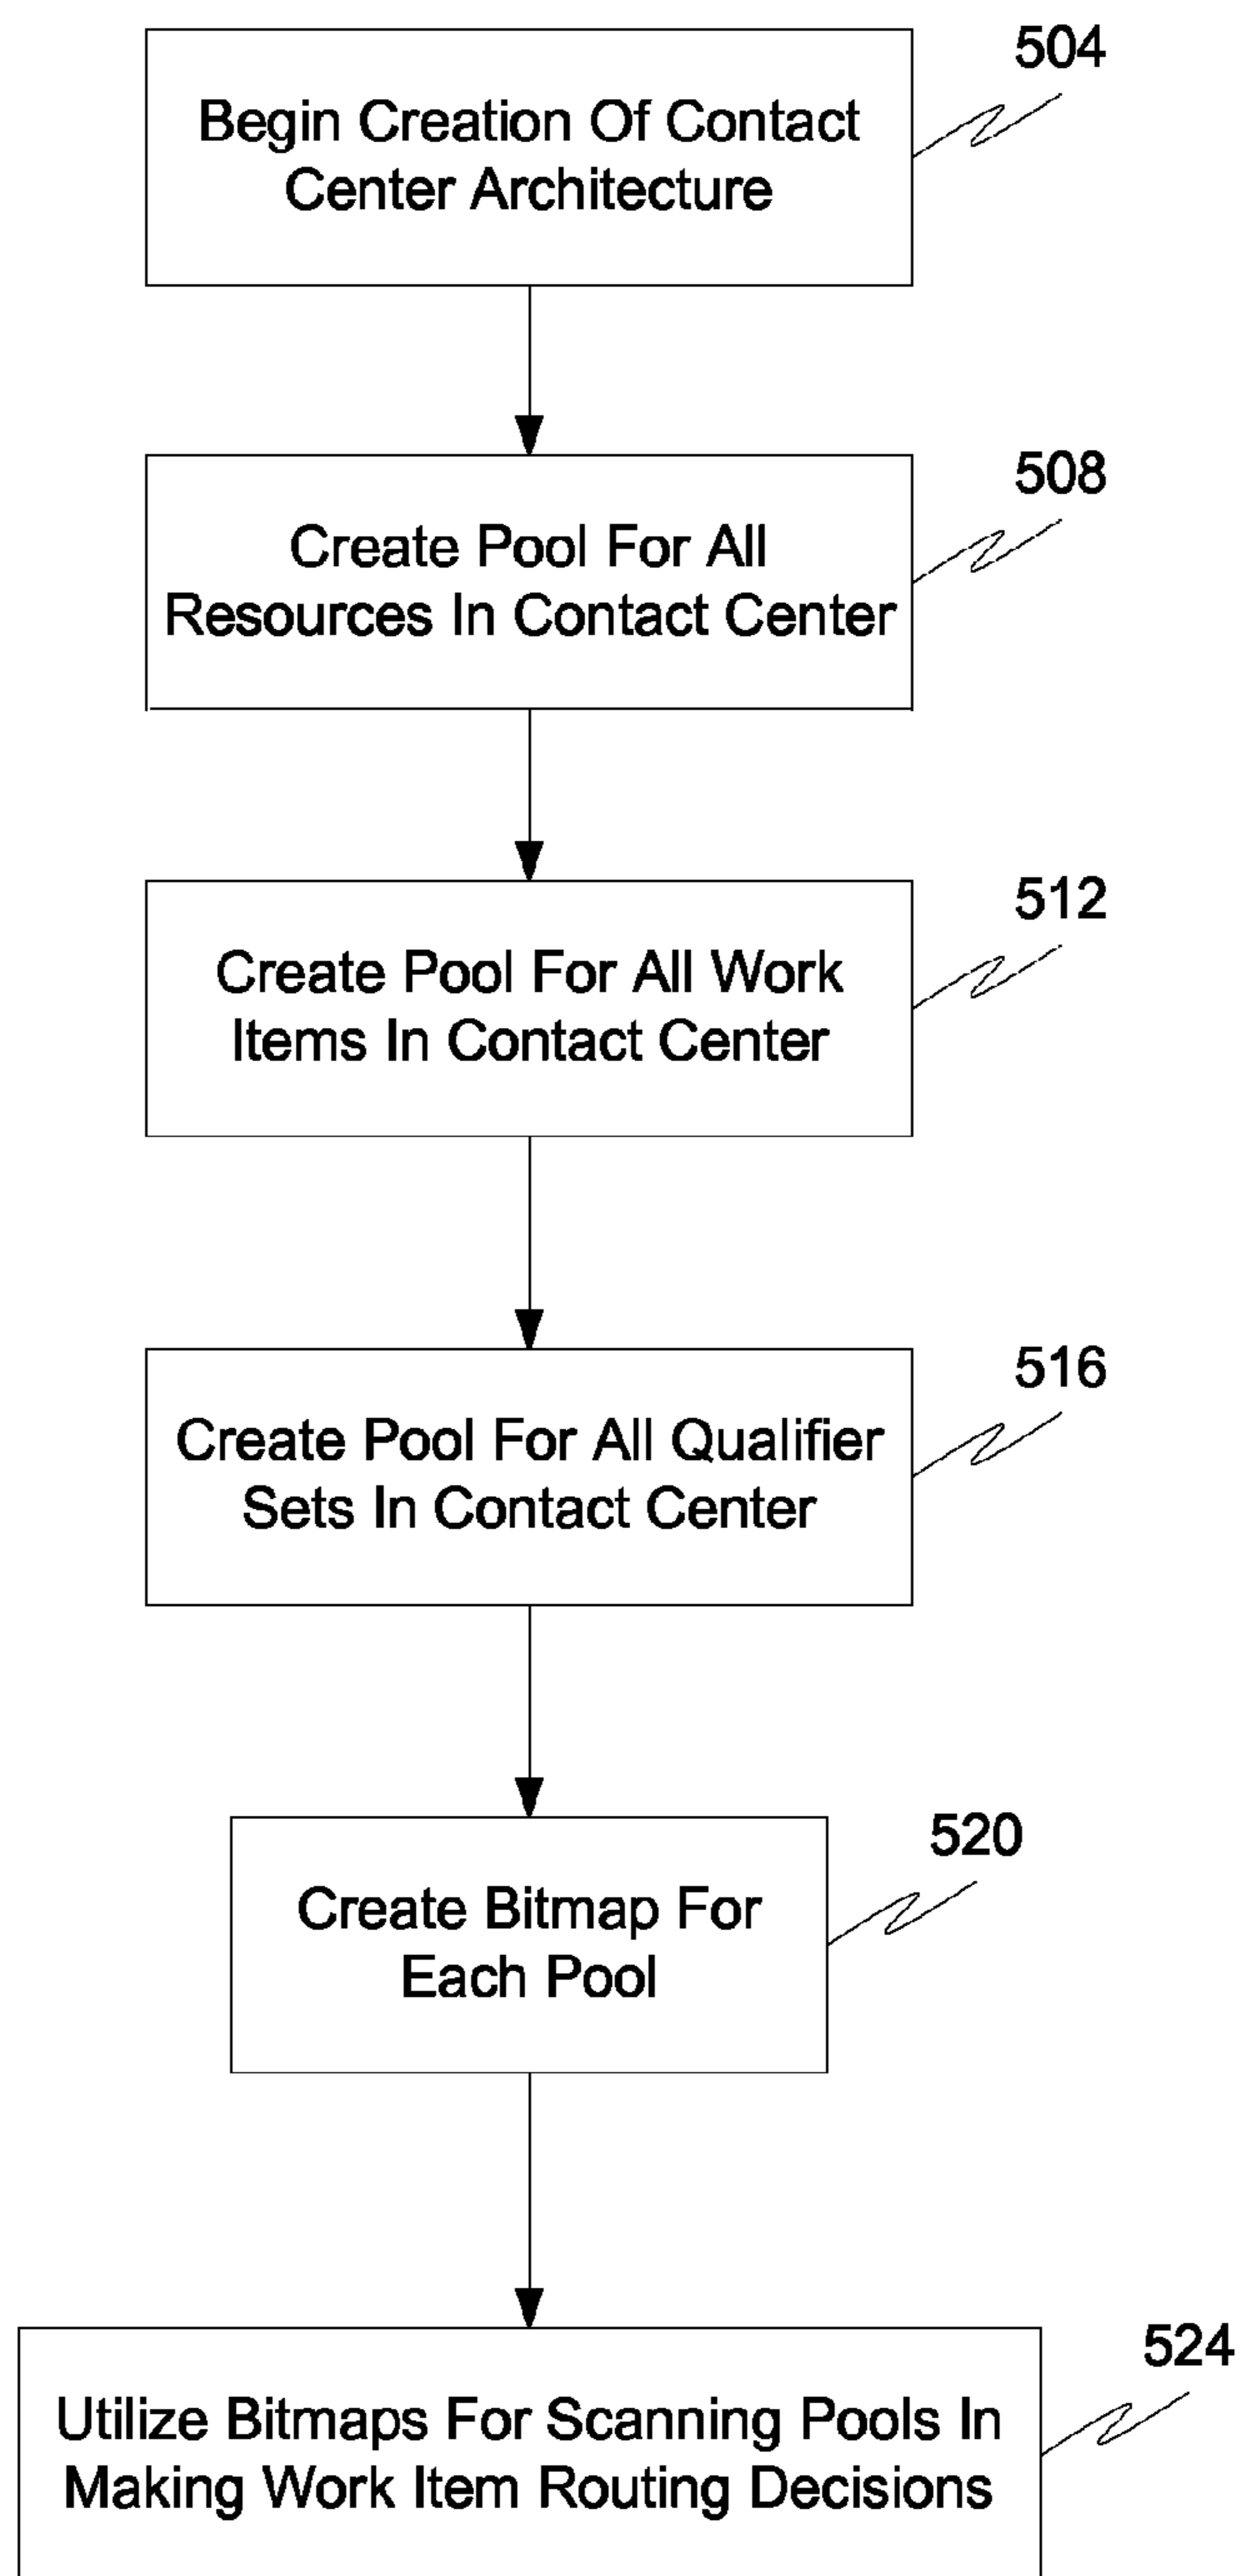 504
Begin Creation Of Contact
Center Architecture
508
Create Pool For All
Resources In Contact Center
512
Create Pool For All Work
Items In Contact Center
516
Create Pool For All Qualifier
Sets In Contact Center
520
Create Bitmap For
Each Pool
524
Utilize Bitmaps For Scanning Pools In
Making Work Item Routing Decisions